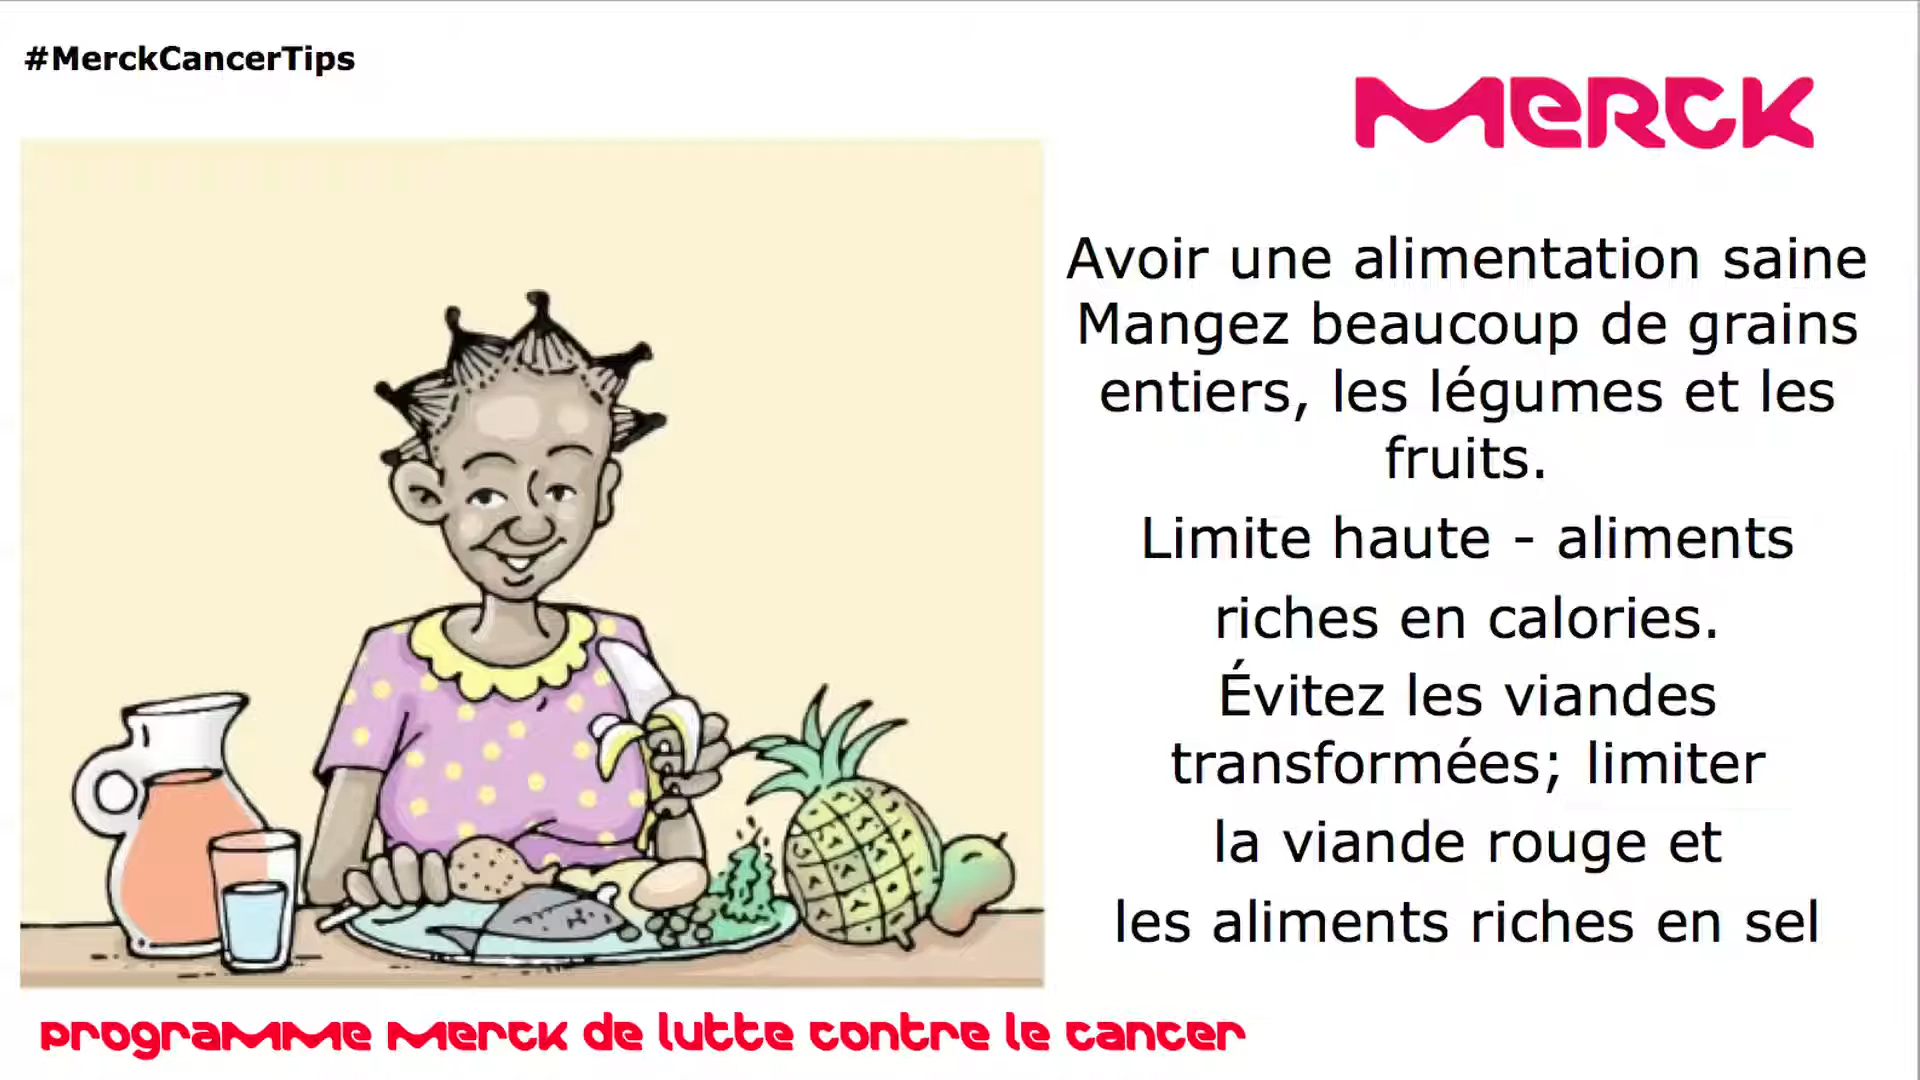 #MerckCancerTips
MERCK
Avoir une alimentation saine
Mangez beaucoup de grains
entiers, les légumes et les
fruits.
Limite haute - aliments
riches en calories.
Évitez les viandes
transformées; limiter
la viande rouge et
les aliments riches en sel
programme Merck de lutte contre le cancer